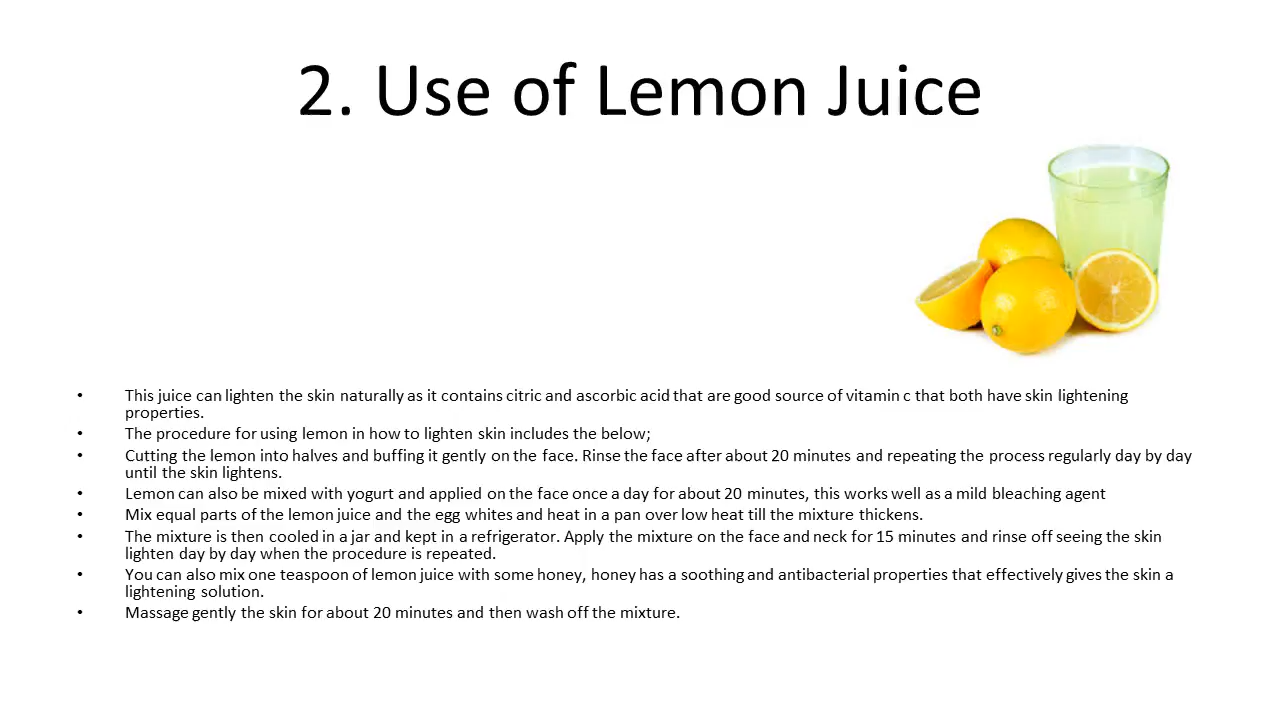 2. Use of Lemon Juice
• This juice can lighten the skin naturally as it contains citric and ascorbic acid that are good source of vitamin c that both have skin lightening
properties.
• The procedure for using lemon in how to lighten skin includes the below;
• Cutting the lemon into halves and buffing it gently on the face. Rinse the face after about 20 minutes and repeating the process regularly day by day
until the skin lightens.
• Lemon can also be mixed with yogurt and applied on the face once a day for about 20 minutes, this works well as a mild bleaching agent
• Mix equal parts of the lemon juice and the egg whites and heat in a pan over low heat till the mixture thickens.
• The mixture is then cooled in a jar and kept in a refrigerator. Apply the mixture on the face and neck for 15 minutes and rinse off seeing the skin
lighten day by day when the procedure is repeated.
• You can also mix one teaspoon of lemon juice with some honey, honey has a soothing and antibacterial properties that effectively gives the skin a
lightening solution.
• Massage gently the skin for about 20 minutes and then wash off the mixture.